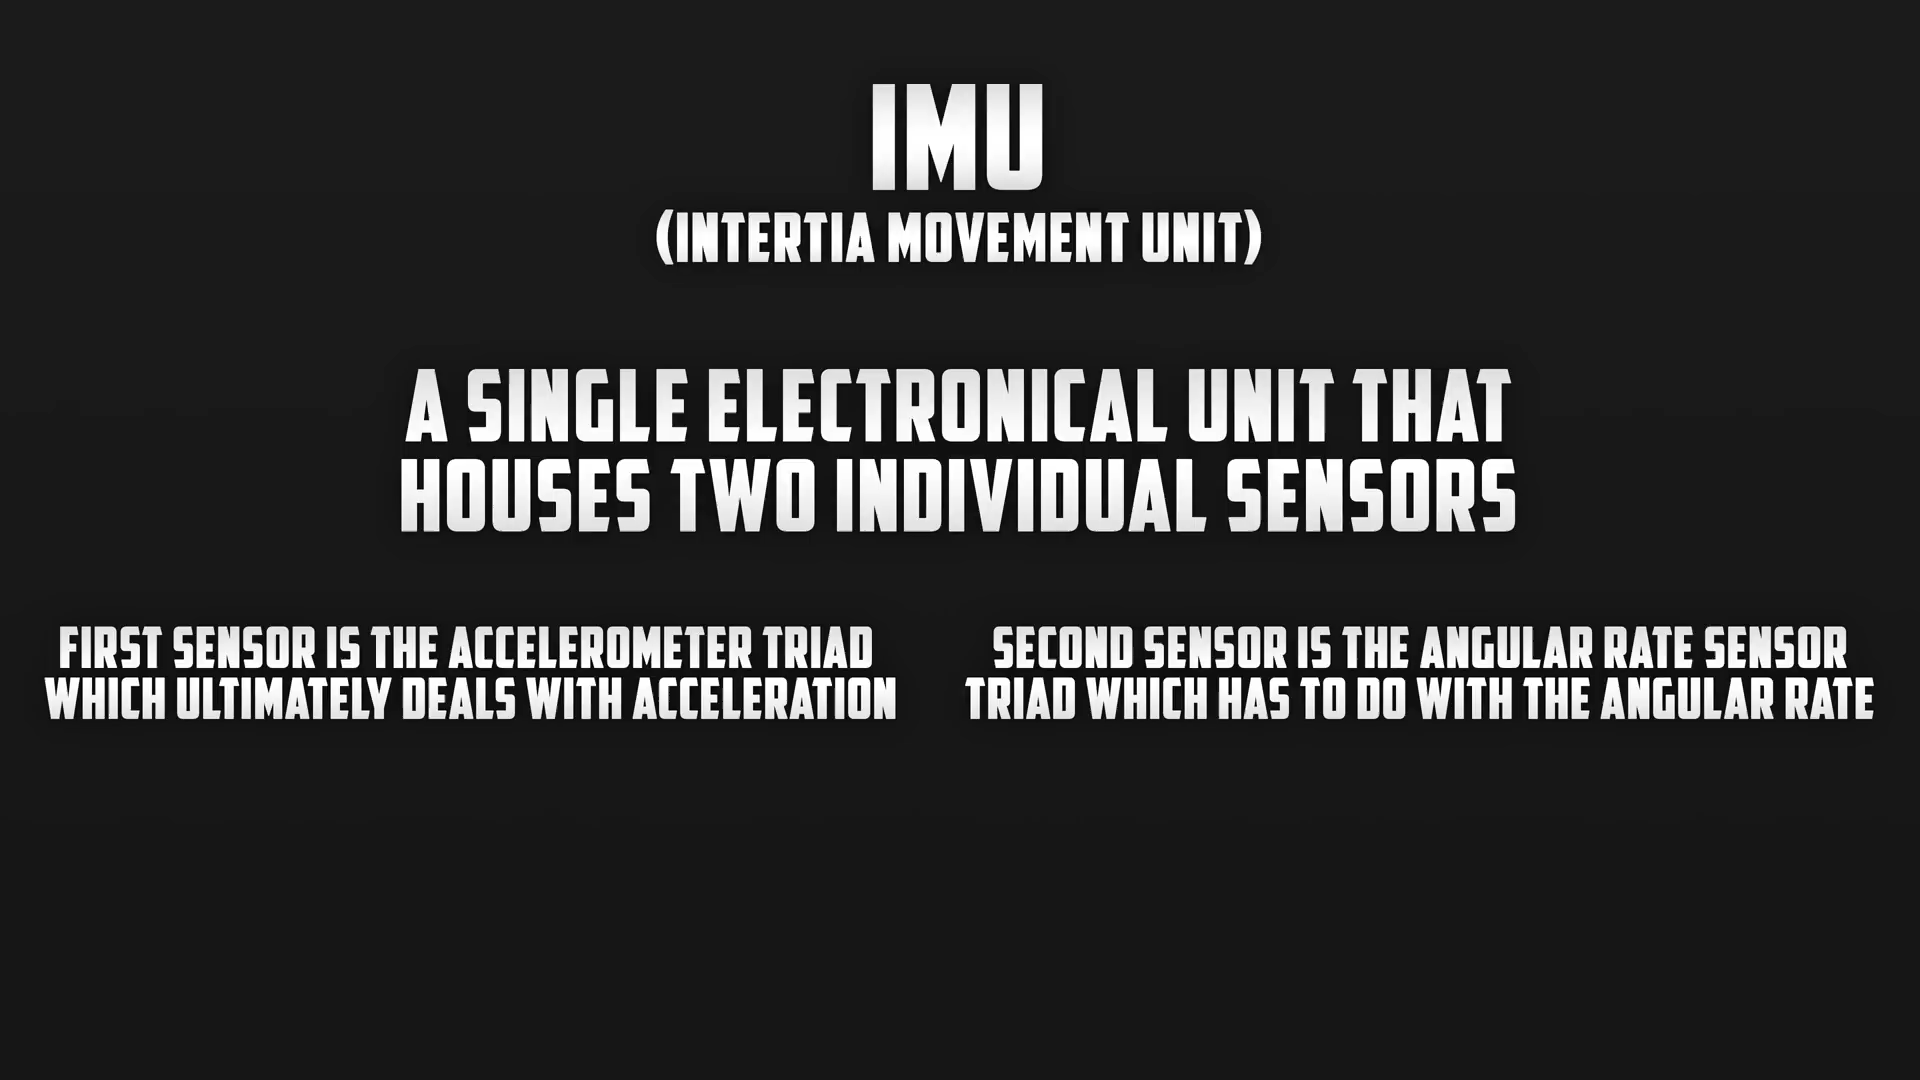 IMU
(INTERTIA MOVEMENT UNIT)
A SINGLE ELECTRONICAL UNIT THAT
HOUSES TWO INDIVIDUAL SENSORS
FIRST SENSOR IS THE ACCELEROMETER TRIAD
WHICH ULTIMATELY DEALS WITH ACCELERATION
SECOND SENSOR IS THE ANGULAR RATE SENSOR
TRIAD WHICH HAS TO DO WITH THE ANGULAR RATE